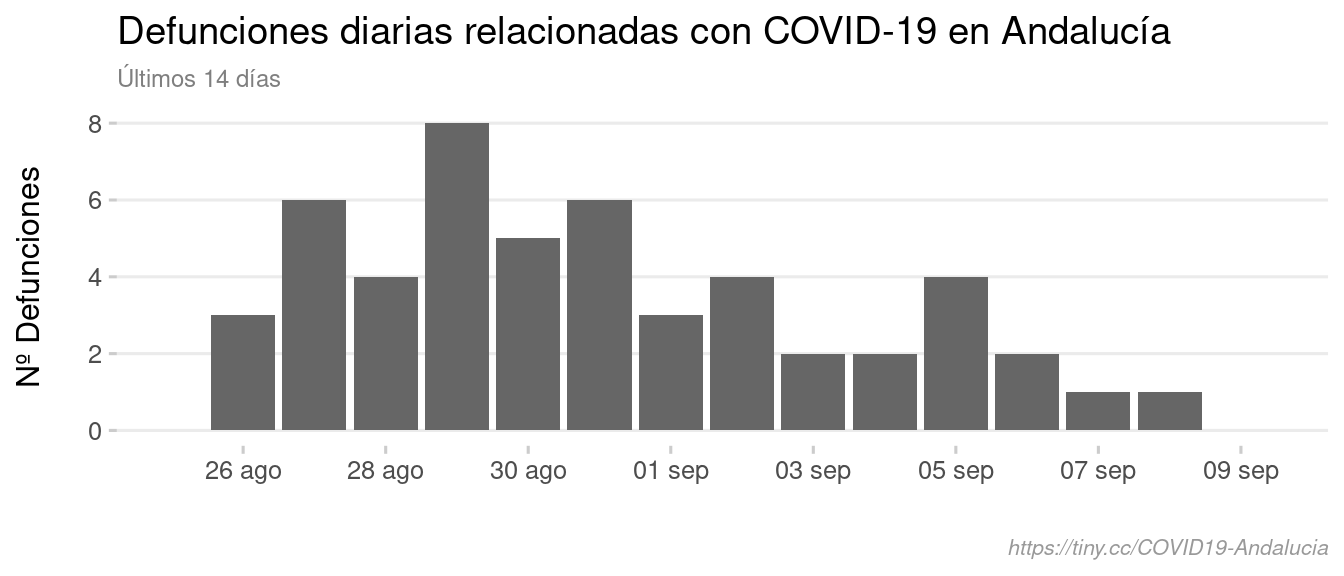 Defunciones diarias relacionadas con COVID-19 en Andalucía
Últimos 14 días
Nº Defunciones
8
6
4
2
0
26 ago 28 ago 30 ago 01 sep 03 sep 05 sep 07 sep 09 sep
https://tiny.cc/COVID19-Andalucia